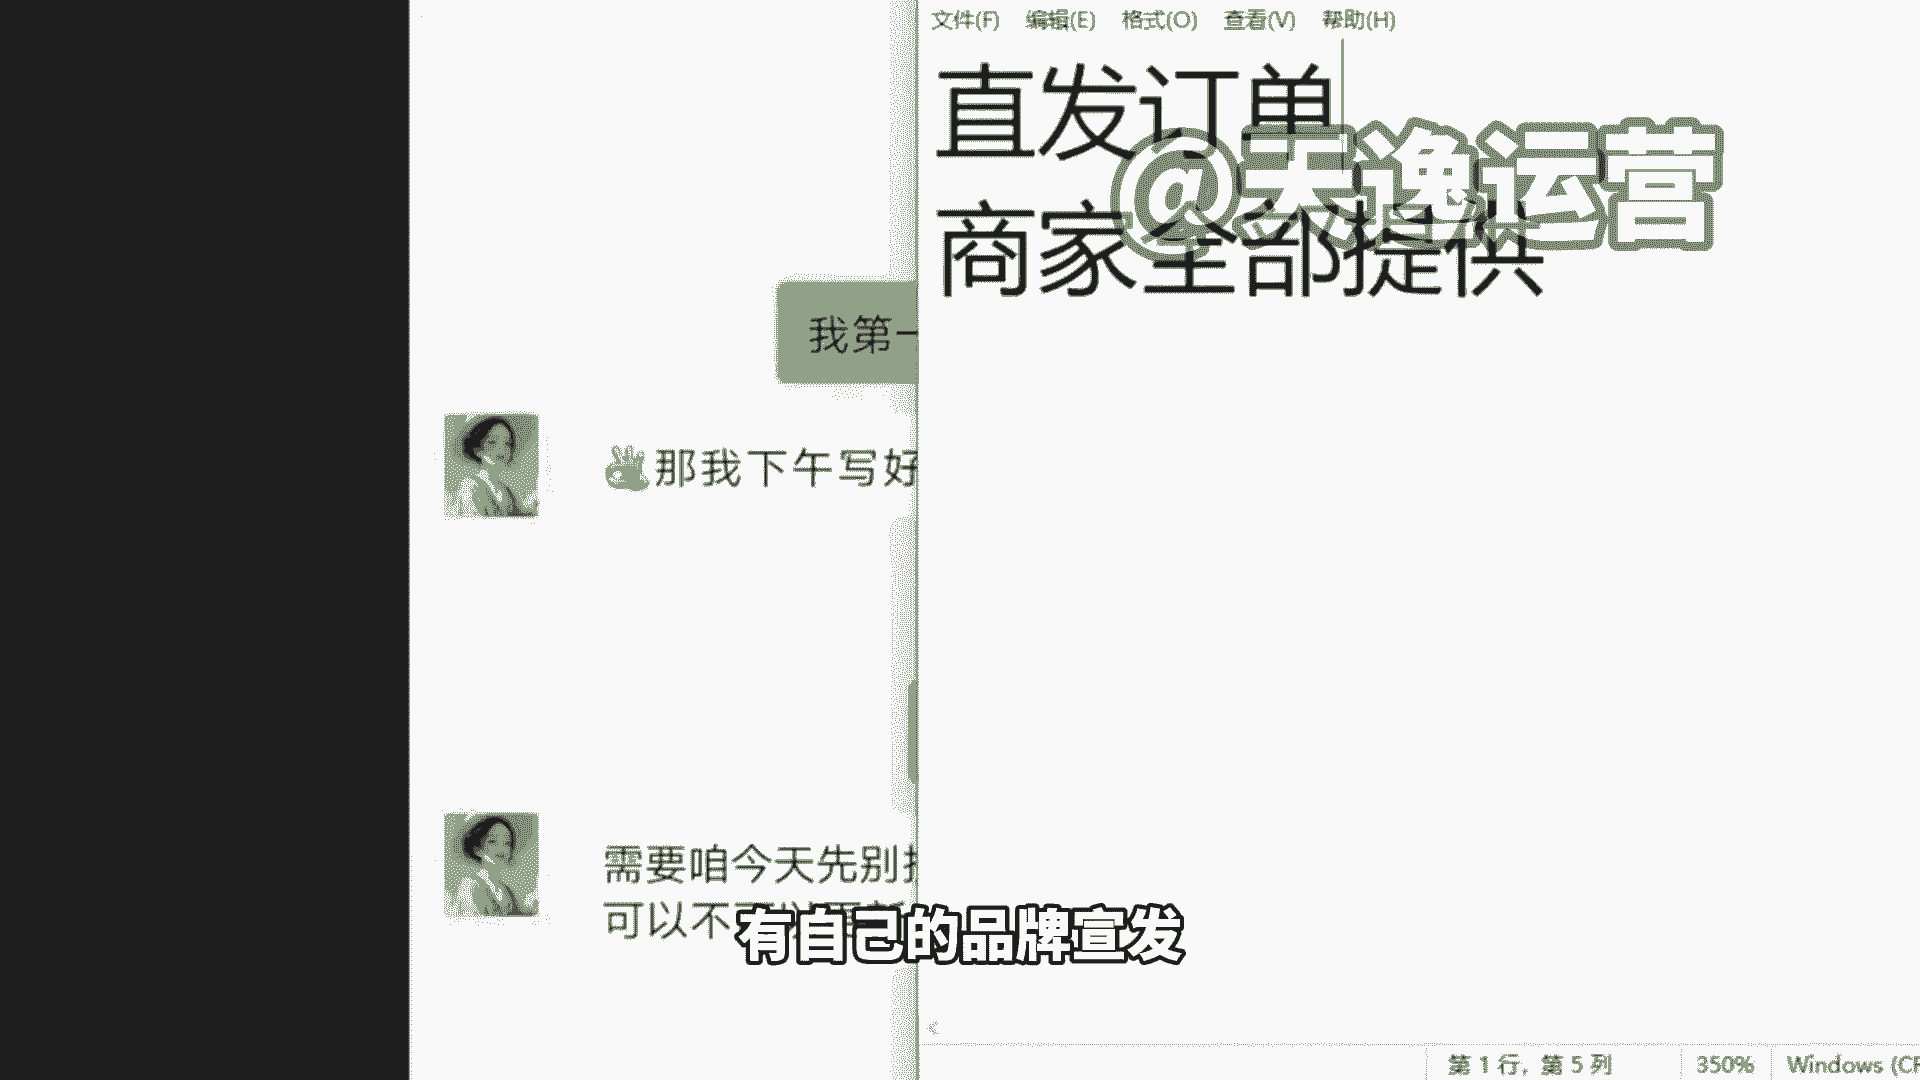 文件(F) 编辑(E) 格式(O) 查看(V) 帮助(H)
直发订单
@天逸运营
商家全部提供
我第一
那我下午写好
需要咱今天先别
可以不
有自己的品牌宣发
第 1 行，第 5 列 350% Windows (CR